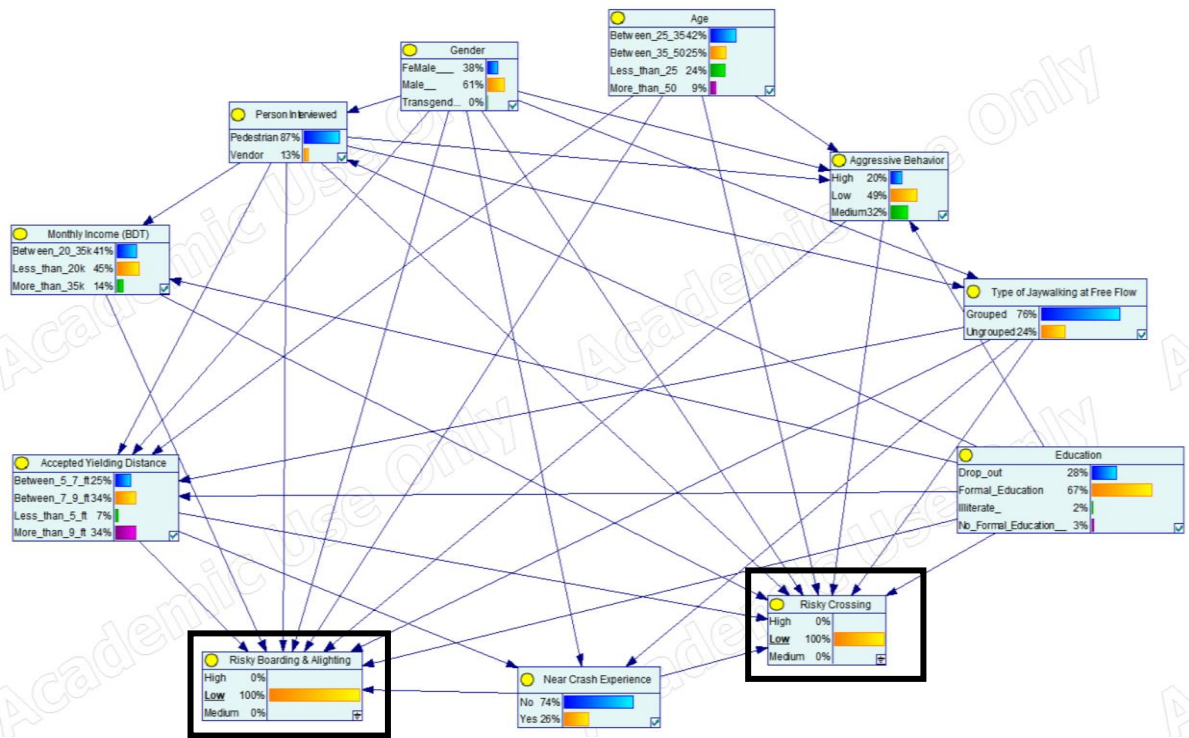 Age
Between_25_35 42%
Between_35_50 25%
Less_than_25 24%
More_than_50 9%
Gender
FeMale___ 38%
Male__ 61%
Transgend... 0%
Person Interviewed
Pedestrian 87%
Vendor 13%
Aggressive Behavior
High 20%
Low 49%
Medium 32%
Monthly Income (BDT)
Between_20_35k 41%
Less_than_20k 45%
More_than_35k 14%
Type of Jaywalking at Free Flow
Grouped 76%
Ungrouped 24%
Accepted Yielding Distance
Between_5_7_ft 25%
Between_7_9_ft 34%
Less_than_5_ft 7%
More_than_9_ft 34%
Education
Drop_out 28%
Formal_Education 67%
Illiterate_ 2%
No_Formal_Education__ 3%
Risky Crossing
High 0%
Low 100%
Medium 0%
Risky Boarding & Alighting
High 0%
Low 100%
Medium 0%
Near Crash Experience
No 74%
Yes 26%
Academic Use Only
Academic Use Only
Academic Use Only
Academic Use Only